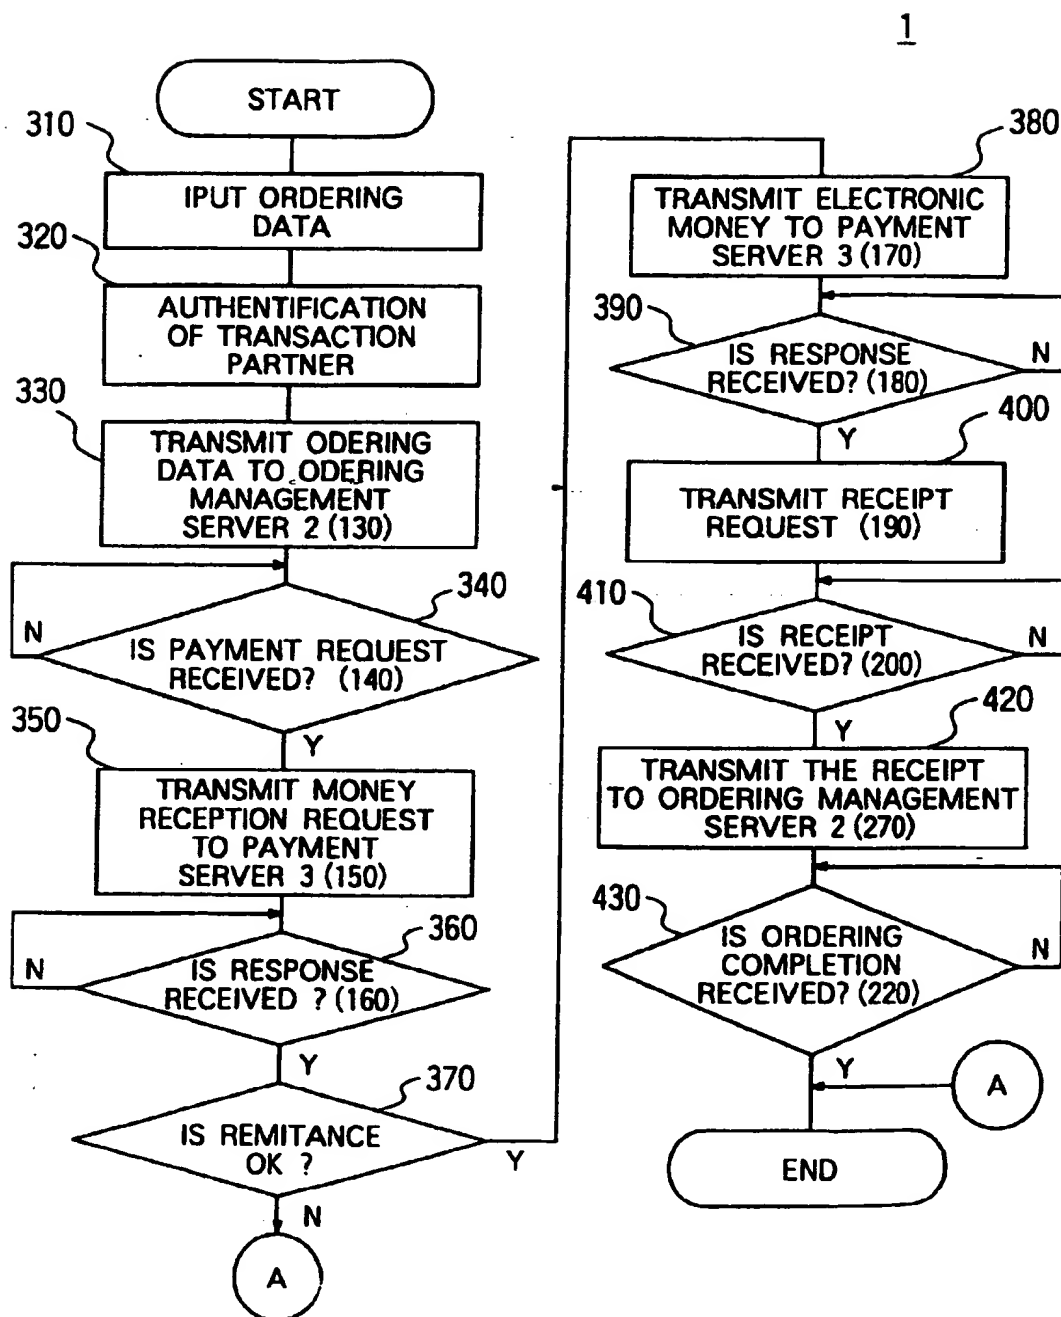 1
START
310
IPUT ORDERING
DATA
320
AUTHENTIFICATION
OF TRANSACTION
PARTNER
330
TRANSMIT ODERING
DATA TO ODERING
MANAGEMENT
SERVER 2 (130)
340
N
IS PAYMENT REQUEST
RECEIVED? (140)
Y
350
TRANSMIT MONEY
RECEPTION REQUEST
TO PAYMENT
SERVER 3 (150)
360
N
IS RESPONSE
RECEIVED ? (160)
Y
370
IS REMITANCE
OK ?
Y
N
A
380
TRANSMIT ELECTRONIC
MONEY TO PAYMENT
SERVER 3 (170)
390
IS RESPONSE
RECEIVED? (180)
N
Y
400
TRANSMIT RECEIPT
REQUEST (190)
410
IS RECEIPT
RECEIVED? (200)
N
Y
420
TRANSMIT THE RECEIPT
TO ORDERING MANAGEMENT
SERVER 2 (270)
430
IS ORDERING
COMPLETION
RECEIVED? (220)
N
Y
A
END